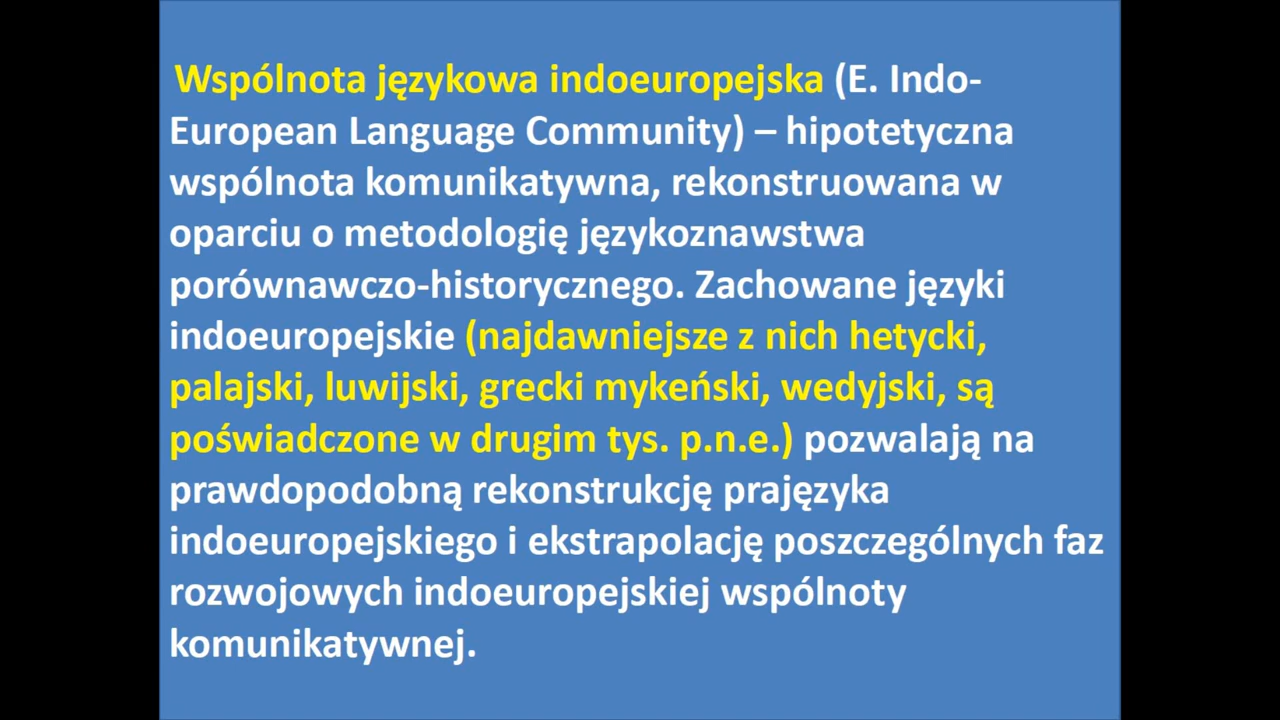 Wspólnota językowa indoeuropejska (E. Indo-
European Language Community) – hipotetyczna
wspólnota komunikatywna, rekonstruowana w
oparciu o metodologię językoznawstwa
porównawczo-historycznego. Zachowane języki
indoeuropejskie (najdawniejsze z nich hetycki,
palajski, luwijski, grecki mykeński, wedyjski, są
poświadczone w drugim tys. p.n.e.) pozwalają na
prawdopodobną rekonstrukcję prajęzyka
indoeuropejskiego i ekstrapolację poszczególnych faz
rozwojowych indoeuropejskiej wspólnoty
komunikatywnej.